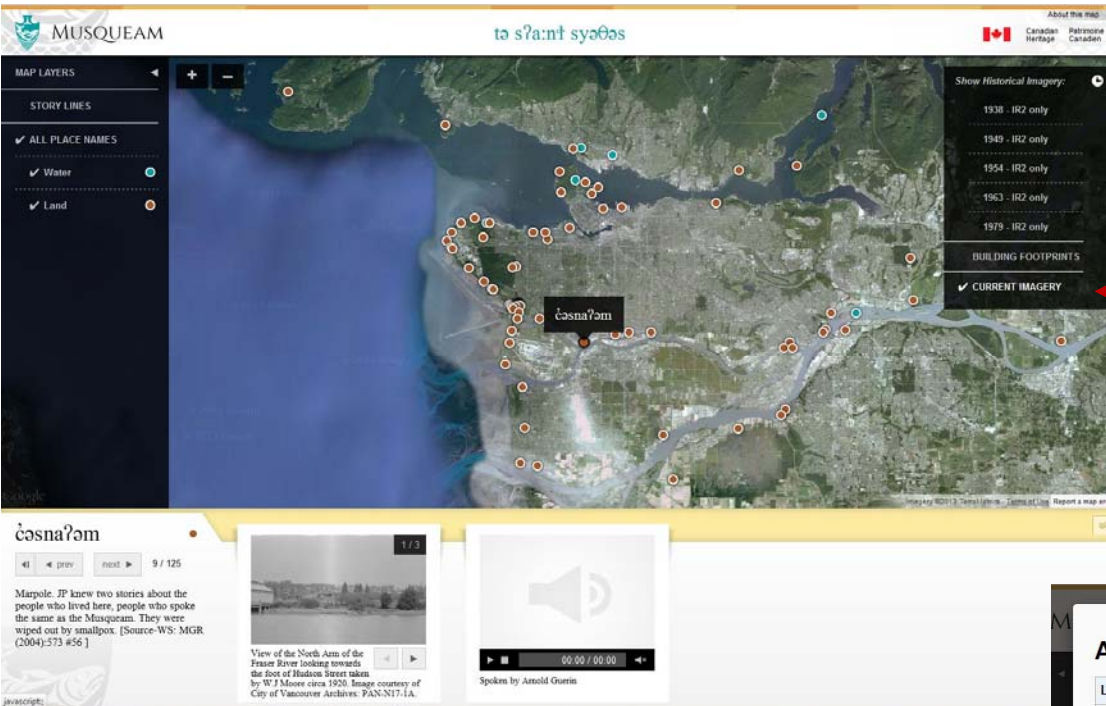 MUSQUEAM
tə sʔa:nɬ syəθəs
About this map
Canadian Heritage
Patrimoine Canadien
MAP LAYERS
STORY LINES
ALL PLACE NAMES
Water
Land
+ −
Show Historical Imagery:
1938 - IR2 only
1949 - IR2 only
1954 - IR2 only
1963 - IR2 only
1979 - IR2 only
BUILDING FOOTPRINTS
CURRENT IMAGERY
c̓əsnaʔəm
Google
Terms of Use
Report a map er
c̓əsnaʔəm
prev
next
9 / 125
Marpole. JP knew two stories about the
people who lived here, people who spoke
the same as the Musqueam. They were
wiped out by smallpox. [Source-WS: MGR
(2004):573 #56 ]
1 / 3
View of the North Arm of the
Fraser River looking towards
the foot of Hudson Street taken
by W.J Moore circa 1920. Image courtesy of
City of Vancouver Archives: PAN-N17-1A.
00:00 / 00:00
Spoken by Arnold Guerin
javascript:;
M
A
L